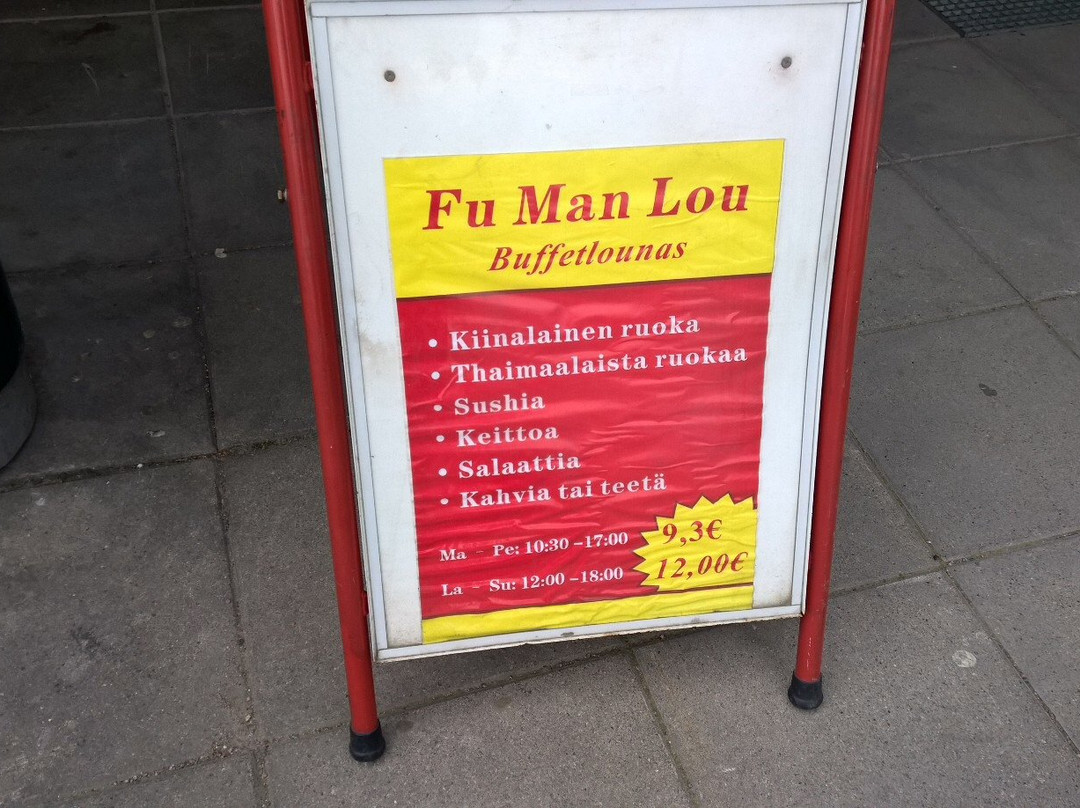 Fu Man Lou
Buffetlounas
• Kiinalainen ruoka
• Thaimaalaista ruokaa
• Sushia
• Keittoa
• Salaattia
• Kahvia tai teetä
Ma - Pe: 10:30 -17:00 9,3€
La - Su: 12:00 -18:00 12,00€